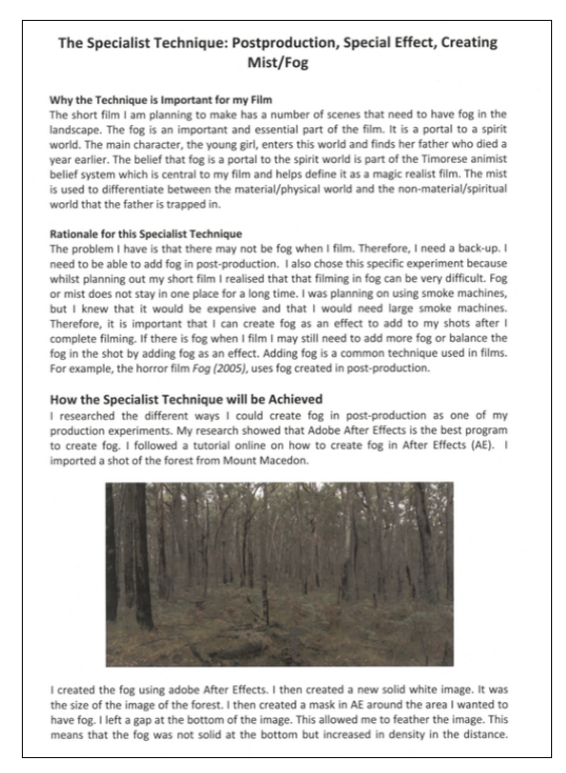 The Specialist Technique: Postproduction, Special Effect, Creating
Mist/Fog
Why the Technique is Important for my Film
The short film I am planning to make has a number of scenes that need to have fog in the
landscape. The fog is an important and essential part of the film. It is a portal to a spirit
world. The main character, the young girl, enters this world and finds her father who died a
year earlier. The belief that fog is a portal to the spirit world is part of the Timorese animist
belief system which is central to my film and helps define it as a magic realist film. The mist
is used to differentiate between the material/physical world and the non-material/spiritual
world that the father is trapped in.
Rationale for this Specialist Technique
The problem I have is that there may not be fog when I film. Therefore, I need a back-up. I
need to be able to add fog in post-production. I also chose this specific experiment because
whilst planning out my short film I realised that that filming in fog can be very difficult. Fog
or mist does not stay in one place for a long time. I was planning on using smoke machines,
but I knew that it would be expensive and that I would need large smoke machines.
Therefore, it is important that I can create fog as an effect to add to my shots after I
complete filming. If there is fog when I film I may still need to add more fog or balance the
fog in the shot by adding fog as an effect. Adding fog is a common technique used in films.
For example, the horror film Fog (2005), uses fog created in post-production.
How the Specialist Technique will be Achieved
I researched the different ways I could create fog in post-production as one of my
production experiments. My research showed that Adobe After Effects is the best program
to create fog. I followed a tutorial online on how to create fog in After Effects (AE). I
imported a shot of the forest from Mount Macedon.
I created the fog using adobe After Effects. I then created a new solid white image. It was
the size of the image of the forest. I then created a mask in AE around the area I wanted to
have fog. I left a gap at the bottom of the image. This allowed me to feather the image. This
means that the fog was not solid at the bottom but increased in density in the distance.